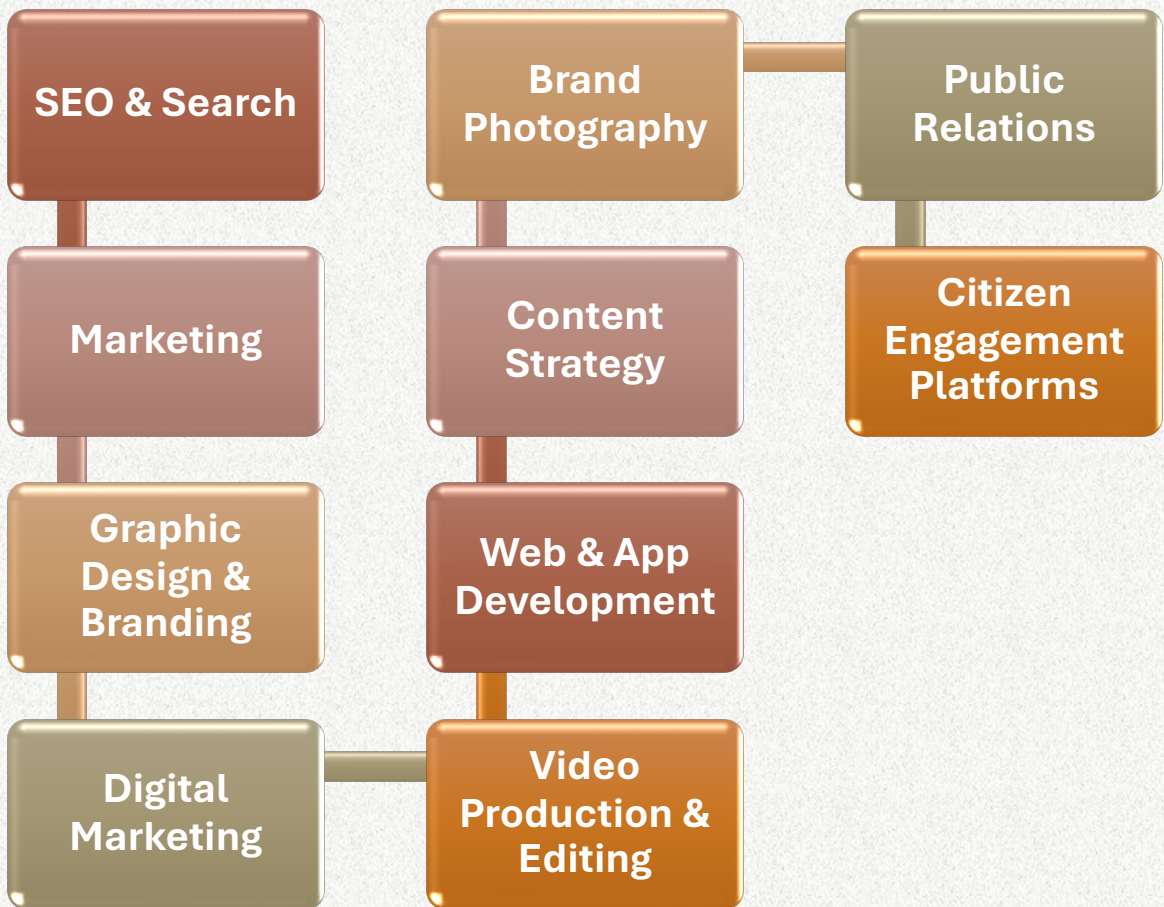 SEO & Search
Marketing
Graphic
Design &
Branding
Digital
Marketing
Video
Production &
Editing
Web & App
Development
Content
Strategy
Brand
Photography
Public
Relations
Citizen
Engagement
Platforms